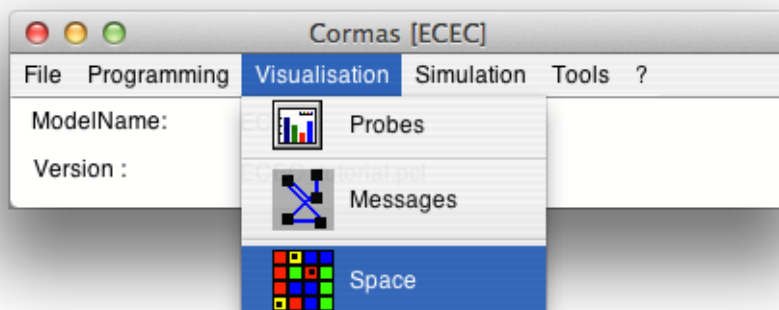 Cormas [ECEC]
File Programming Visualisation Simulation Tools ?
ModelName:
Probes
Version :
Messages
Space